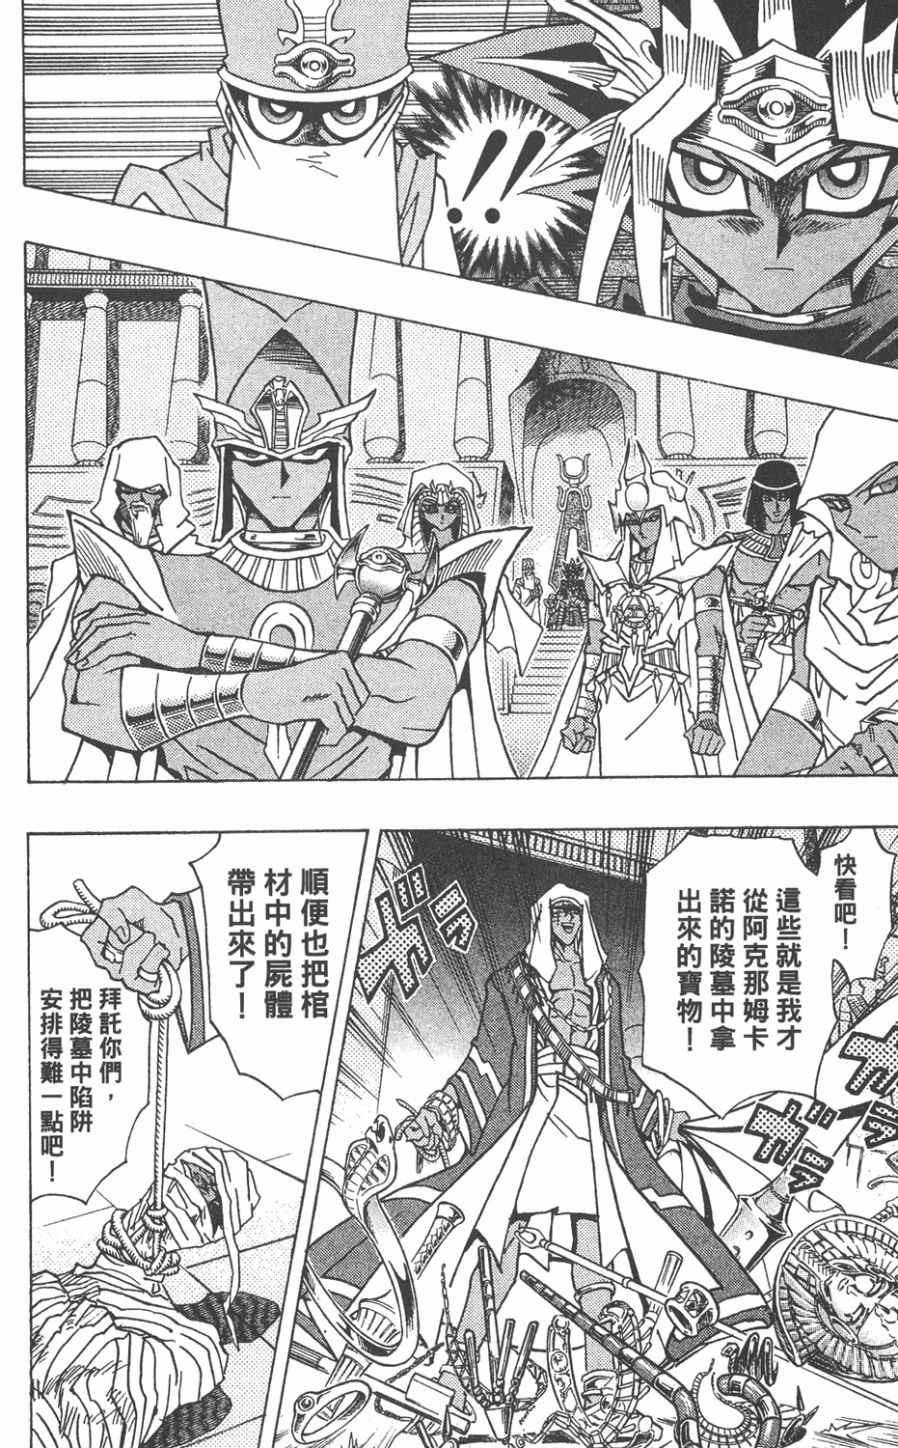 !!
快看吧！
這些就是我才
從阿克那姆卡
諾的陵墓中拿
出來的寶物！
順便也把棺
材中的屍體
帶出來了！
拜託你們，
把陵墓中陷阱
安排得難一點吧！